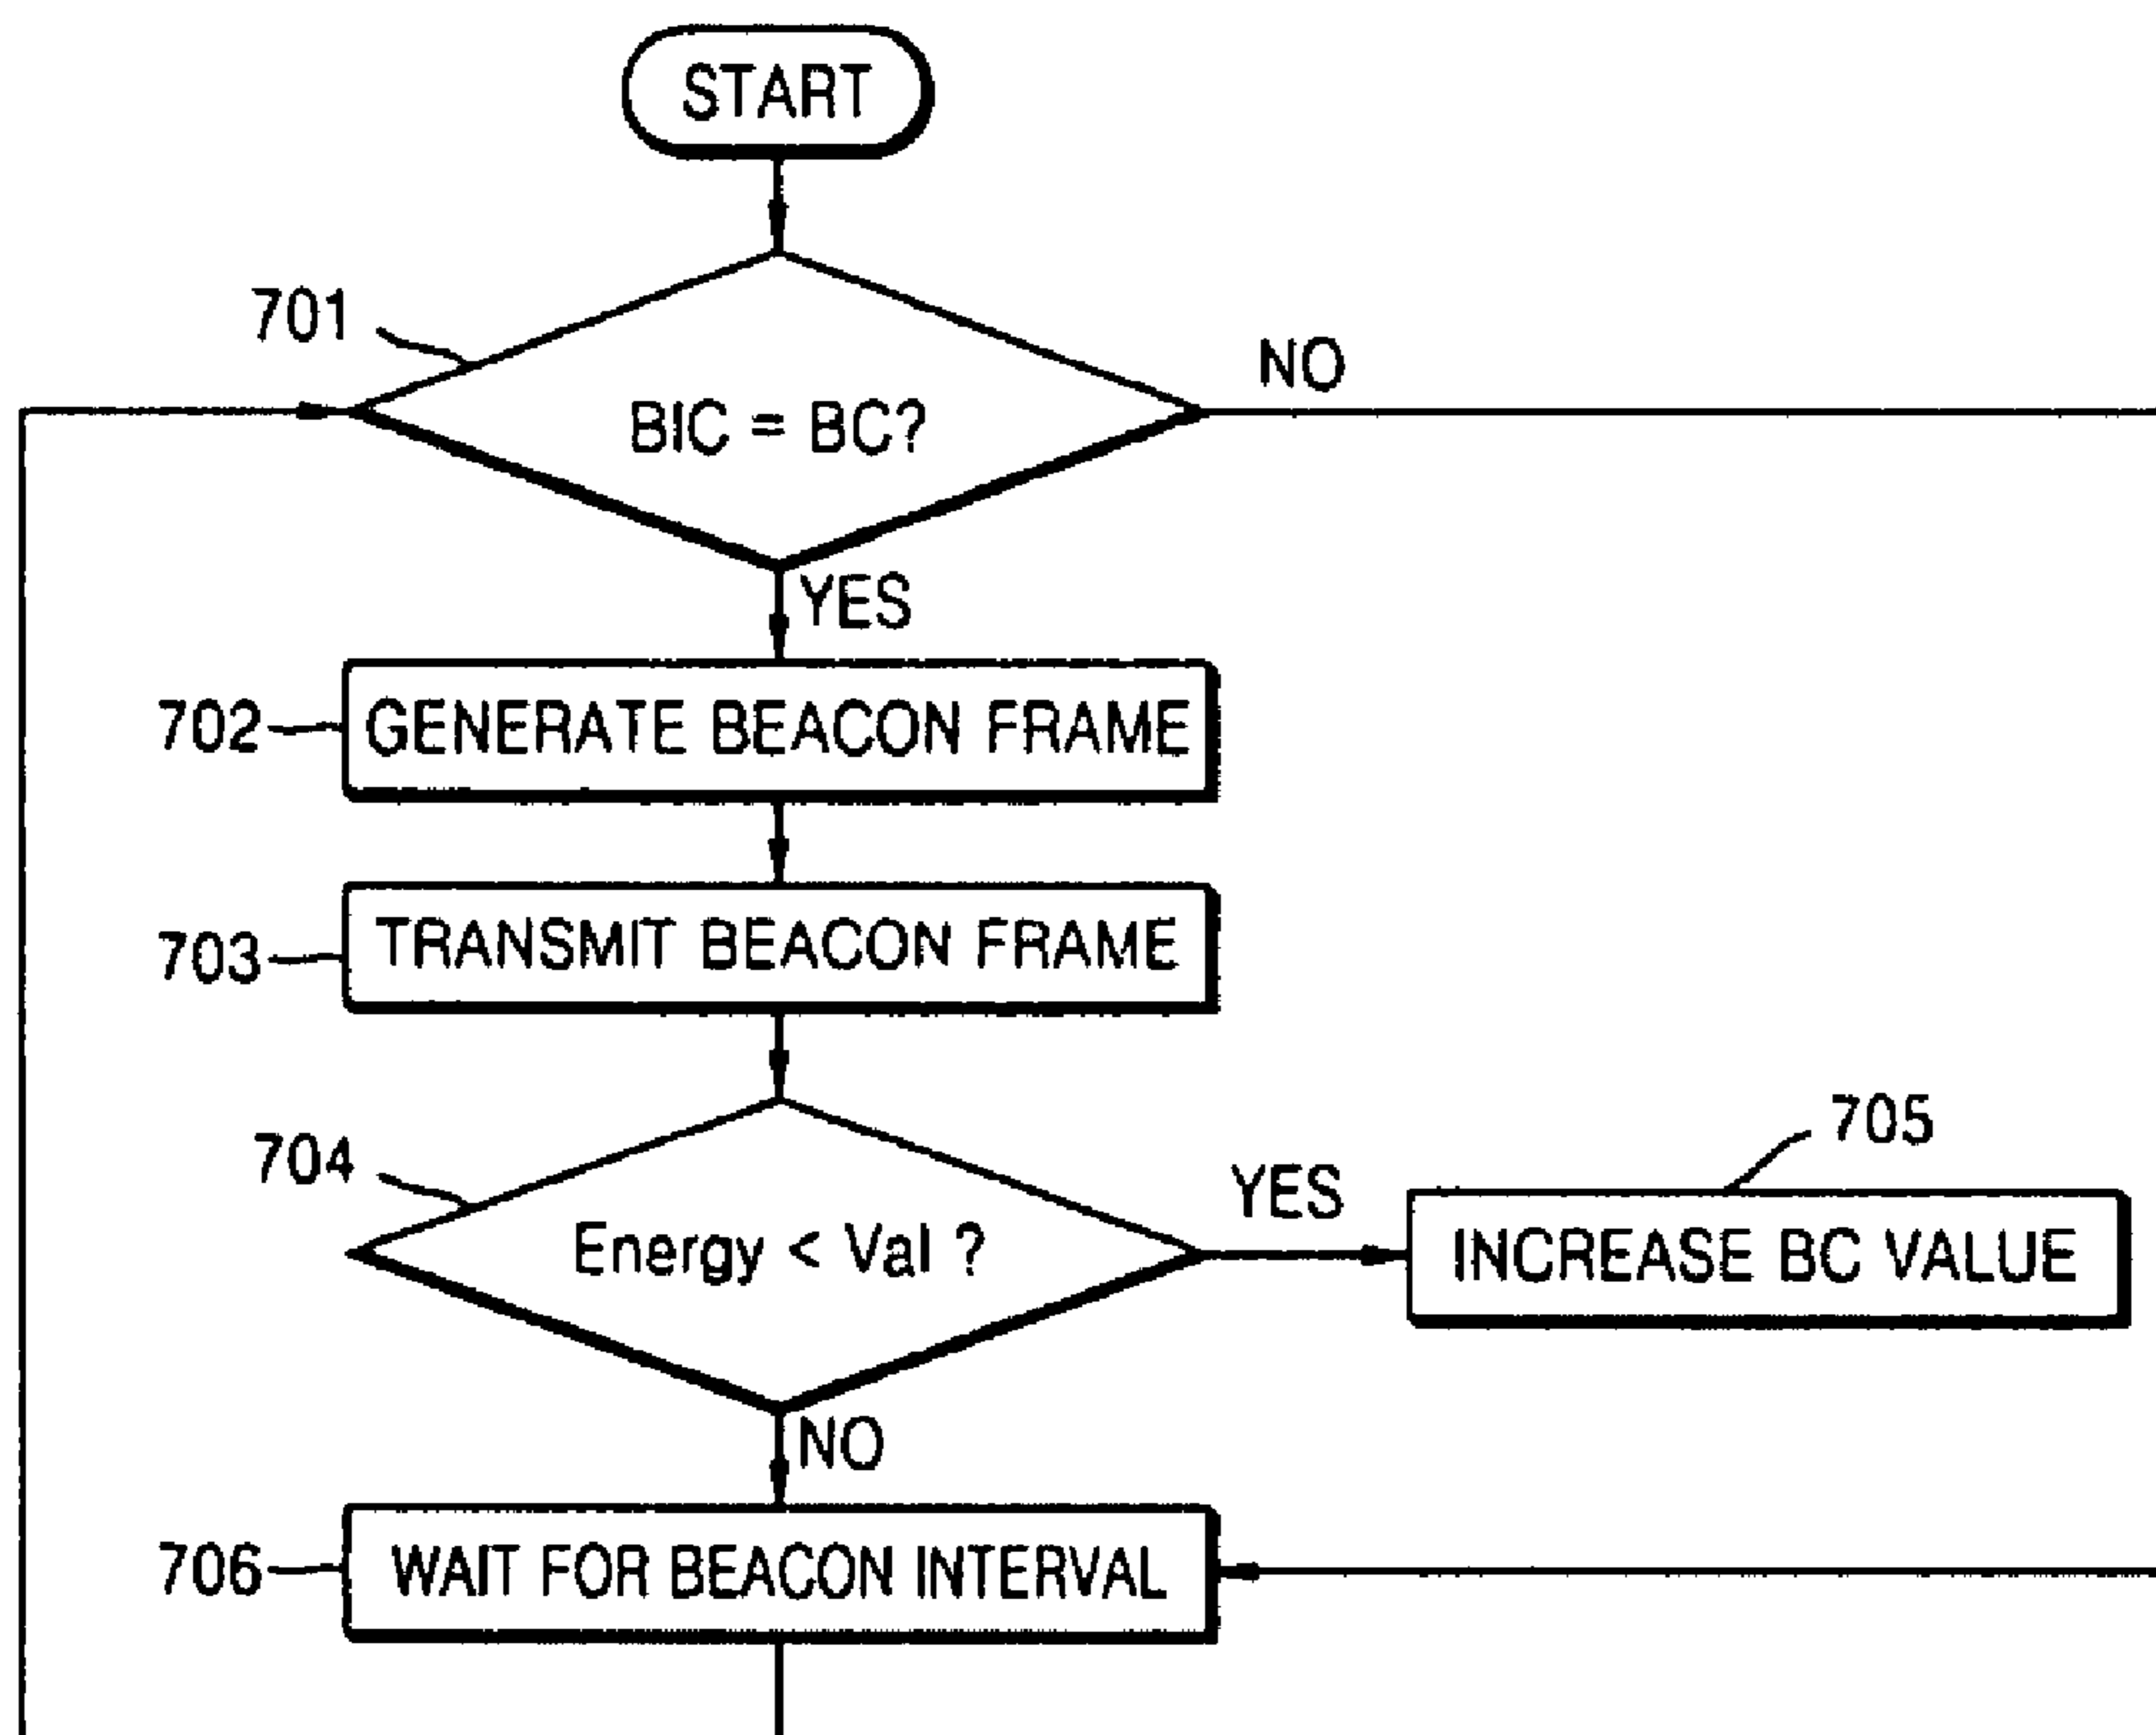 START
701
BIC = BC?
NO
YES
702
GENERATE BEACON FRAME
703
TRANSMIT BEACON FRAME
704
Energy < Val ?
YES
705
INCREASE BC VALUE
NO
706
WAIT FOR BEACON INTERVAL